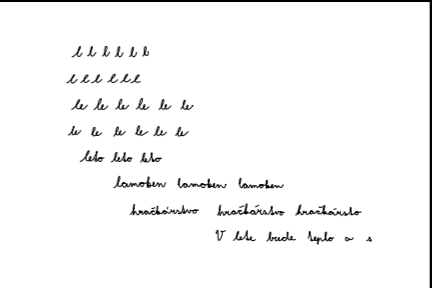 l l l l l l
l l l l l l
le le le le le le
le le le le le le
leto leto leto
lamoken lamoken lamoken
hračkárstvo hračkárstvo hračkárstvo
V lete bude teplo a s